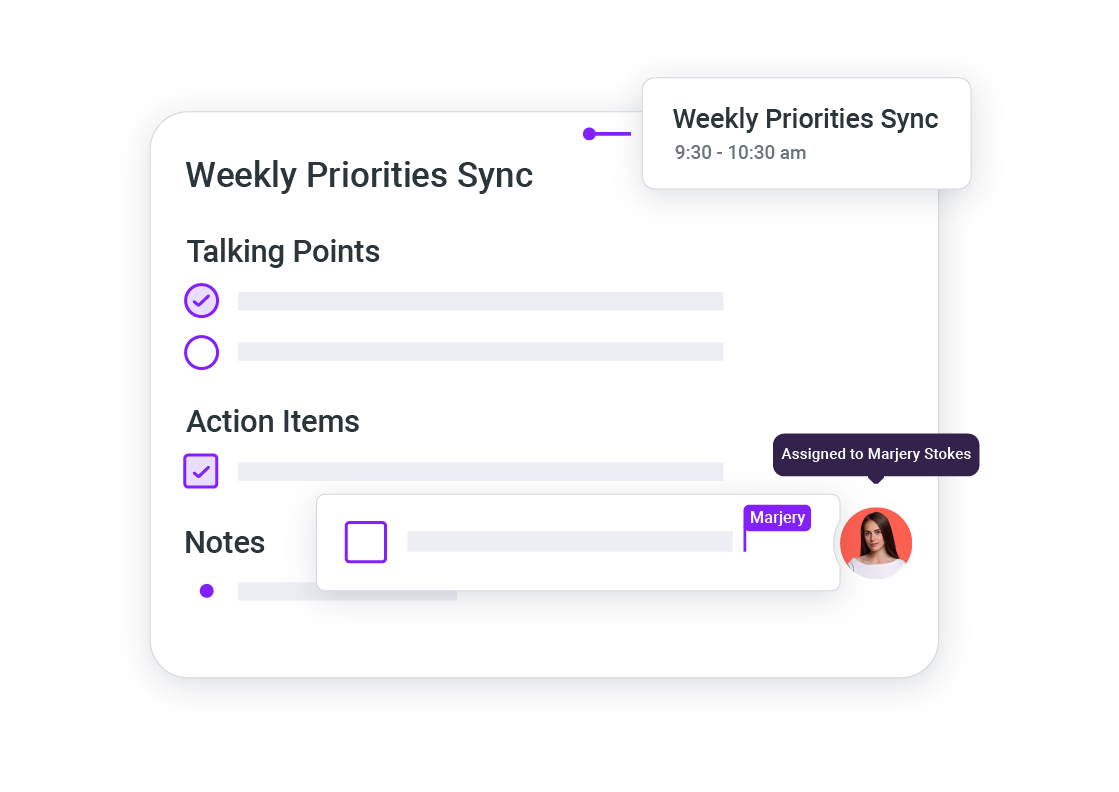 Weekly Priorities Sync
9:30 - 10:30 am
Weekly Priorities Sync
Talking Points
Action Items
Assigned to Marjery Stokes
Marjery
Notes